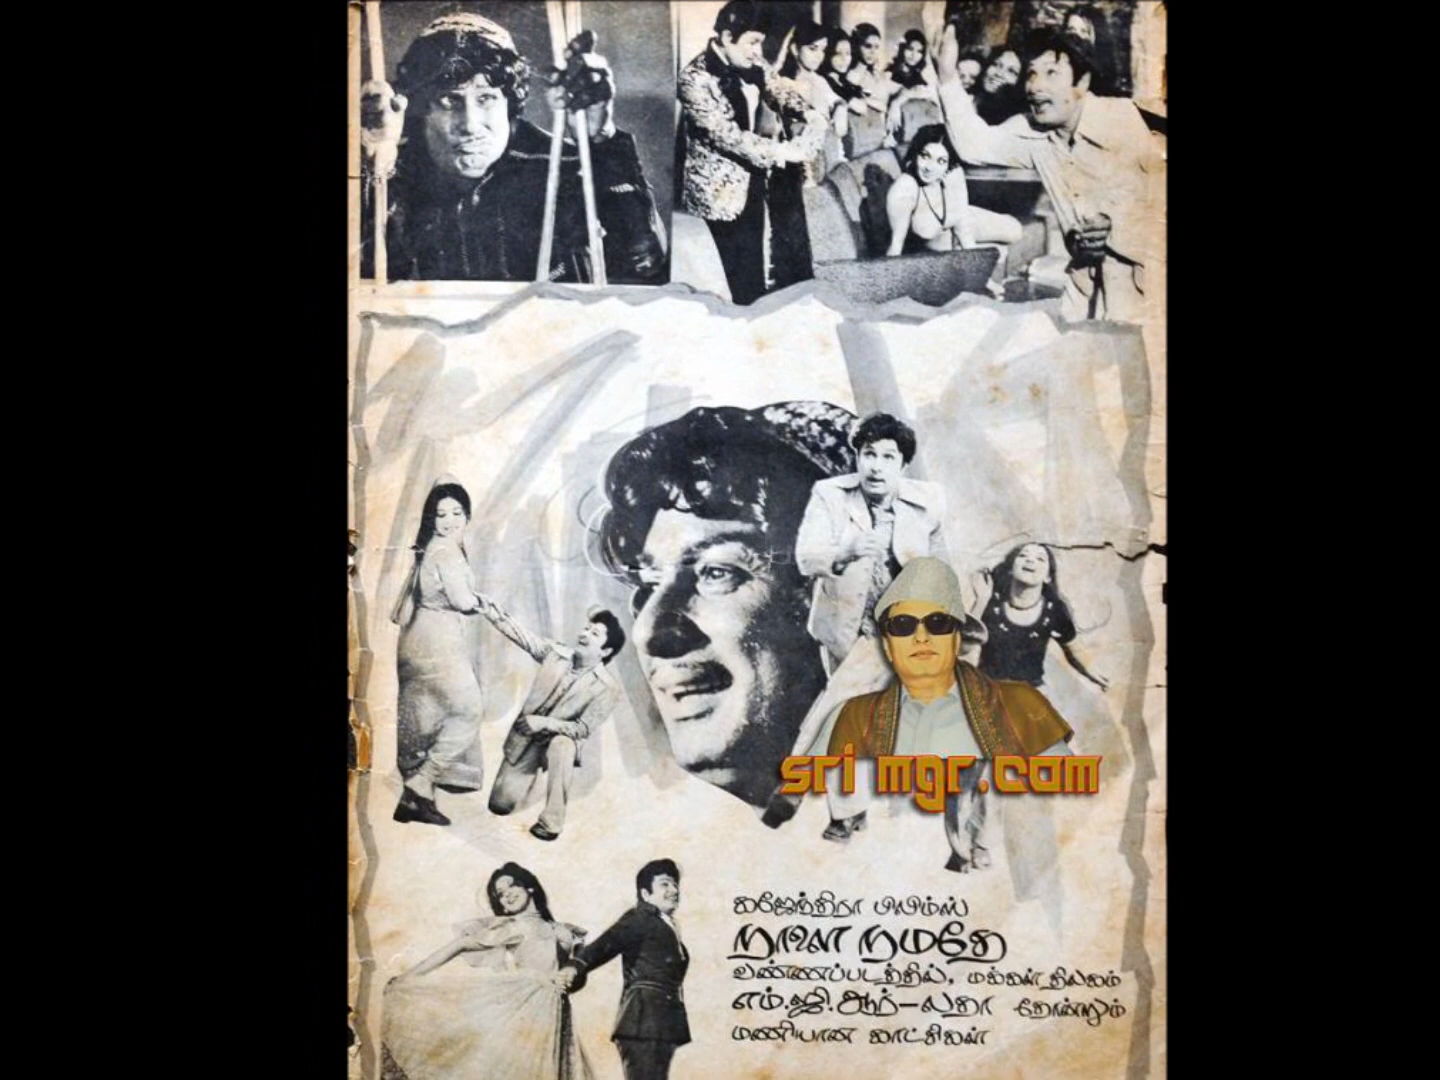 sri mgr.com
கஜேந்திரா பிலிம்ஸ்
நாளை நமதே
வண்ணப்படத்தில், மக்கள் திலகம்
எம்.ஜி.ஆர்–லதா தோன்றும்
மணியான காட்சிகள்